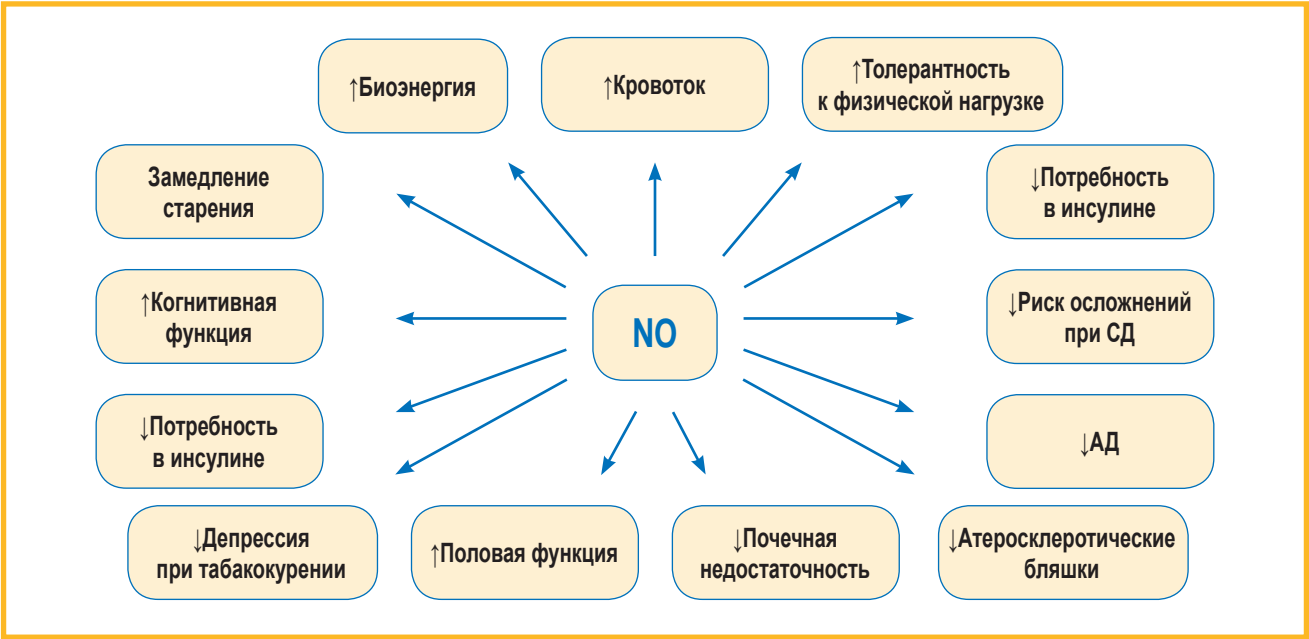 ↑Биоэнергия
↑Кровоток
↑Толерантность
к физической нагрузке
Замедление
старения
↓Потребность
в инсулине
↑Когнитивная
функция
NO
↓Риск осложнений
при СД
↓Потребность
в инсулине
↓АД
↓Депрессия
при табакокурении
↑Половая функция
↓Почечная
недостаточность
↓Атеросклеротические
бляшки